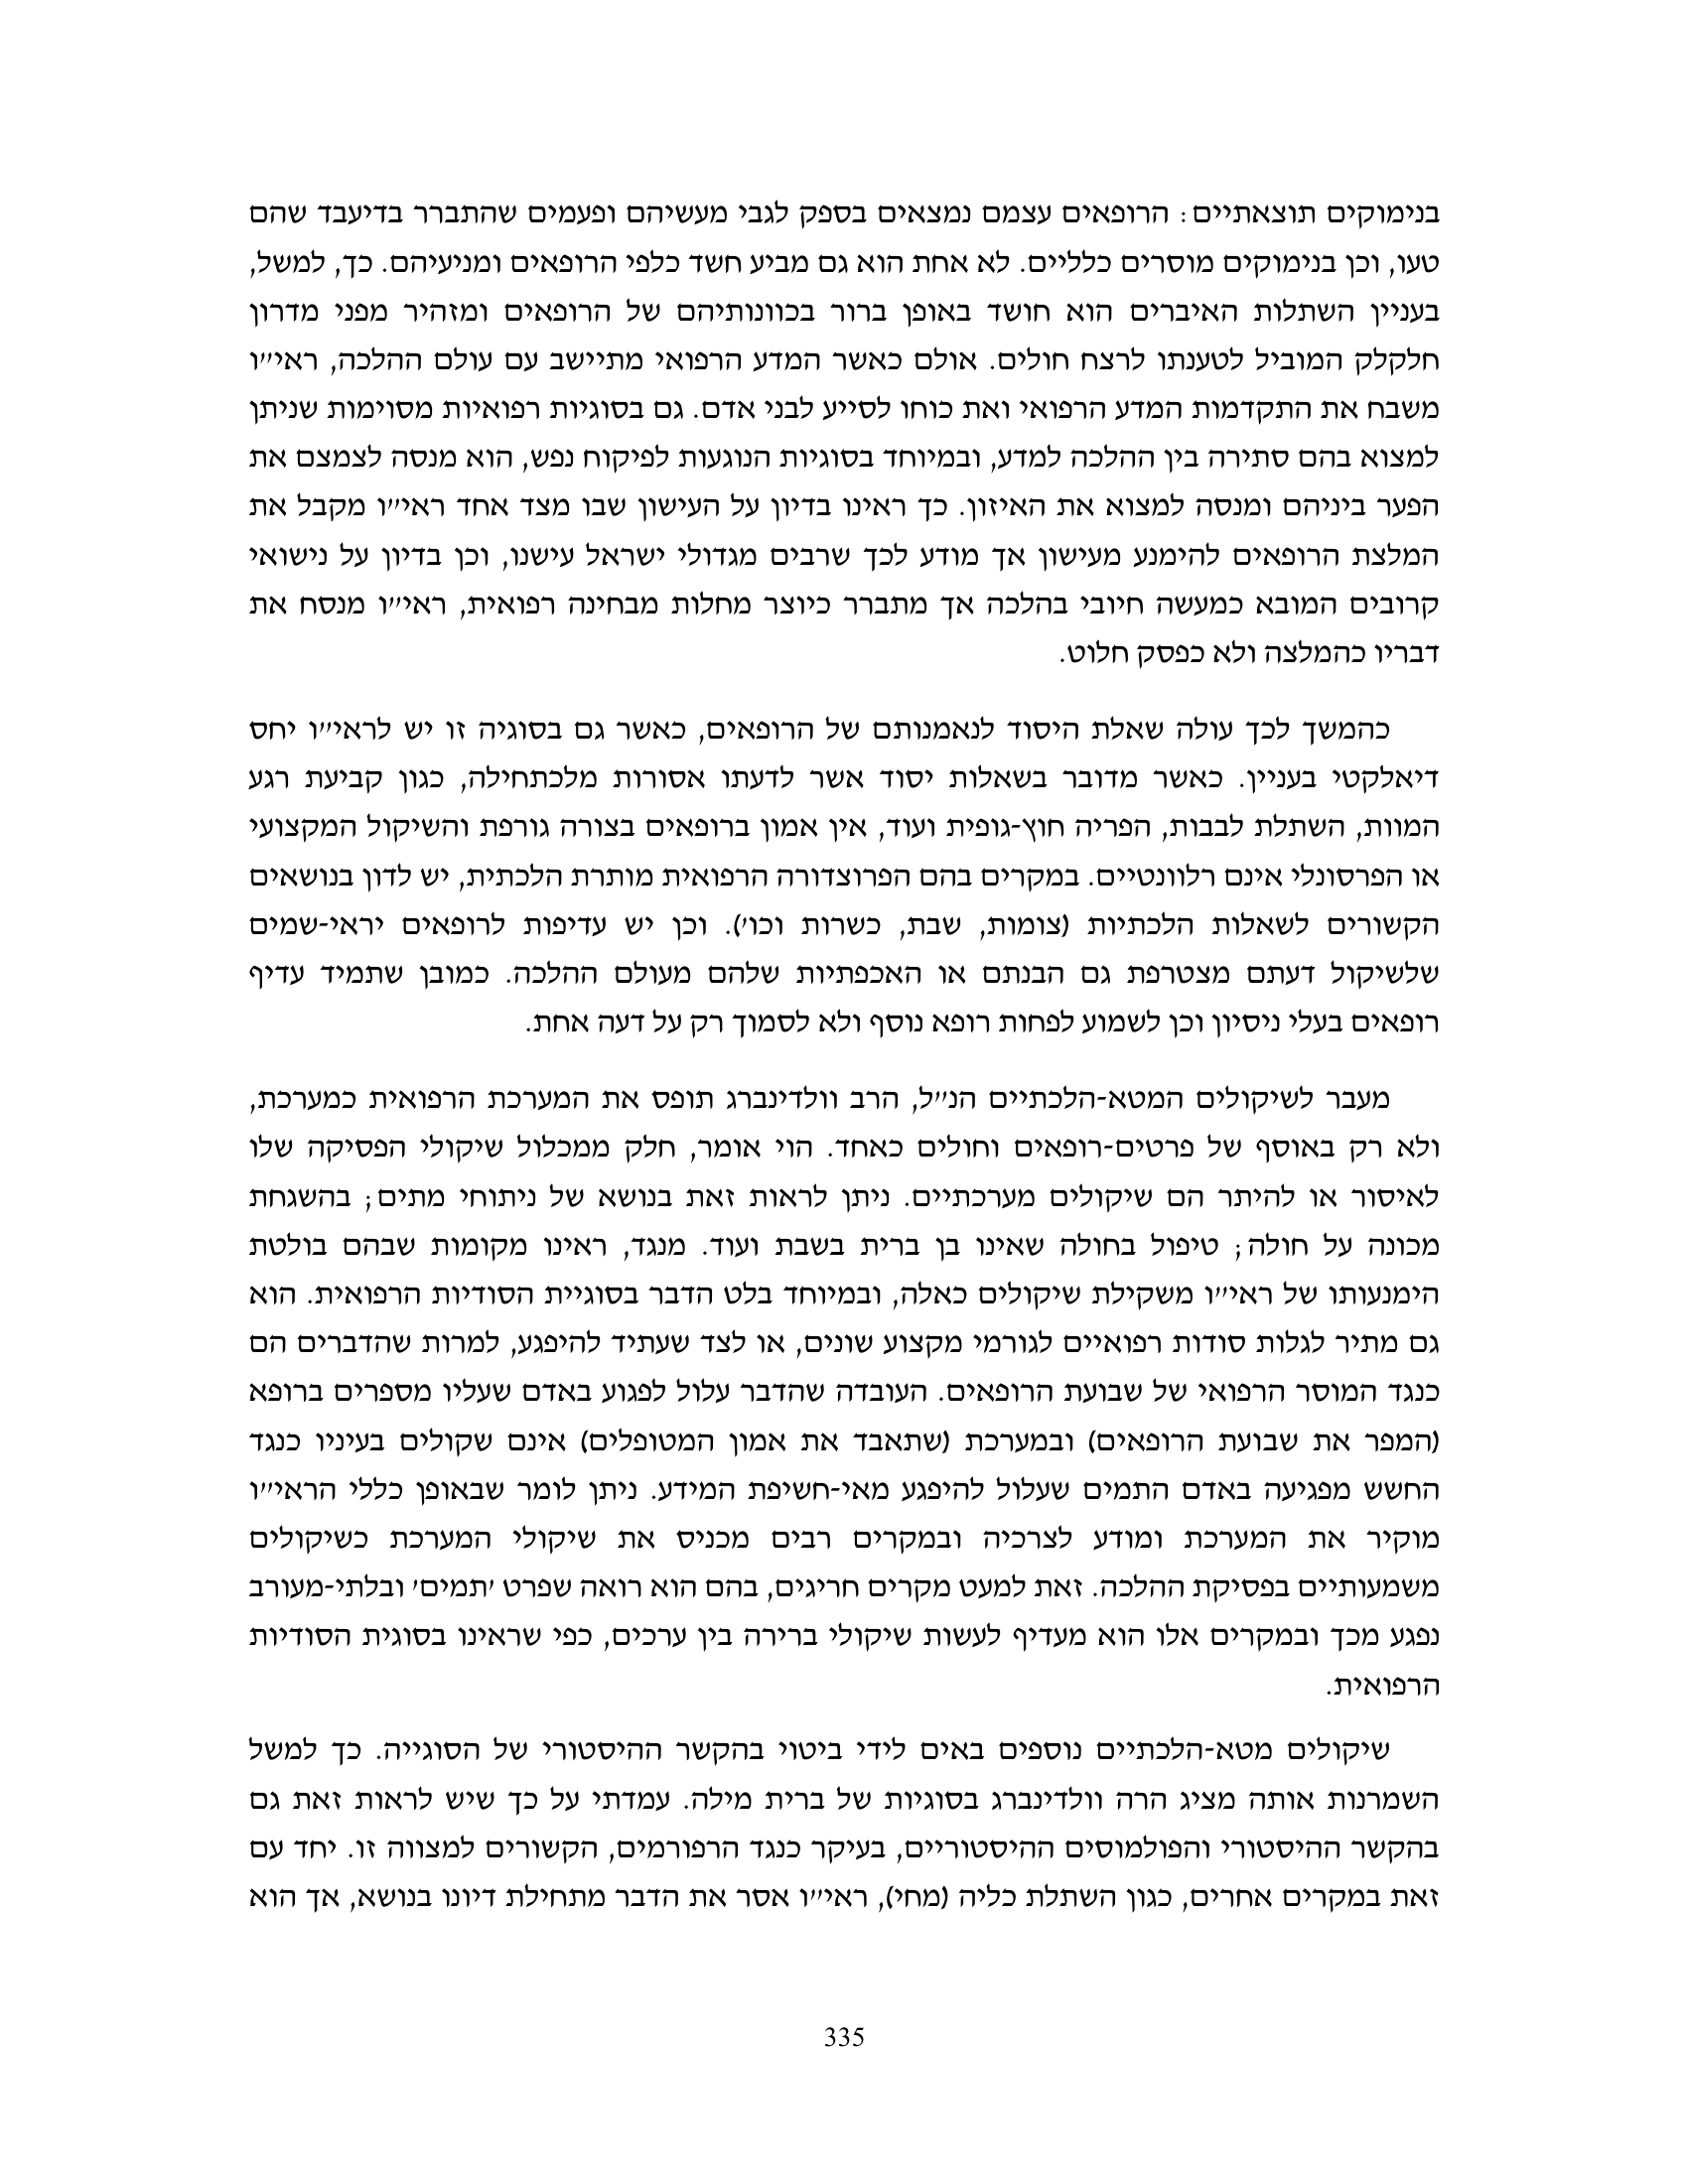 בנימוקים תוצאתיים: הרופאים עצמם נמצאים בספק לגבי מעשיהם ופעמים שהתברר בדיעבד שהם
טעו, וכן בנימוקים מוסרים כלליים. לא אחת הוא גם מביע חשד כלפי הרופאים ומניעיהם. כך, למשל,
בעניין השתלות האיברים הוא חושד באופן ברור בכוונותיהם של הרופאים ומזהיר מפני מדרון
חלקלק המוביל לטענתו לרצח חולים. אולם כאשר המדע הרפואי מתיישב עם עולם ההלכה, ראי״ו
משבח את התקדמות המדע הרפואי ואת כוחו לסייע לבני אדם. גם בסוגיות רפואיות מסוימות שניתן
למצוא בהם סתירה בין ההלכה למדע, ובמיוחד בסוגיות הנוגעות לפיקוח נפש, הוא מנסה לצמצם את
הפער ביניהם ומנסה למצוא את האיזון. כך ראינו בדיון על העישון שבו מצד אחד ראי״ו מקבל את
המלצת הרופאים להימנע מעישון אך מודע לכך שרבים מגדולי ישראל עישנו, וכן בדיון על נישואי
קרובים המובא כמעשה חיובי בהלכה אך מתברר כיוצר מחלות מבחינה רפואית, ראי״ו מנסח את
דבריו כהמלצה ולא כפסק חלוט.
כהמשך לכך עולה שאלת היסוד לנאמנותם של הרופאים, כאשר גם בסוגיה זו יש לראי״ו יחס
דיאלקטי בעניין. כאשר מדובר בשאלות יסוד אשר לדעתו אסורות מלכתחילה, כגון קביעת רגע
המוות, השתלת לבבות, הפריה חוץ-גופית ועוד, אין אמון ברופאים בצורה גורפת והשיקול המקצועי
או הפרסונלי אינם רלוונטיים. במקרים בהם הפרוצדורה הרפואית מותרת הלכתית, יש לדון בנושאים
הקשורים לשאלות הלכתיות (צומות, שבת, כשרות וכו׳). וכן יש עדיפות לרופאים יראי-שמים
שלשיקול דעתם מצטרפת גם הבנתם או האכפתיות שלהם מעולם ההלכה. כמובן שתמיד עדיף
רופאים בעלי ניסיון וכן לשמוע לפחות רופא נוסף ולא לסמוך רק על דעה אחת.
מעבר לשיקולים המטא-הלכתיים הנ״ל, הרב וולדינברג תופס את המערכת הרפואית כמערכת,
ולא רק באוסף של פרטים-רופאים וחולים כאחד. הוי אומר, חלק ממכלול שיקולי הפסיקה שלו
לאיסור או להיתר הם שיקולים מערכתיים. ניתן לראות זאת בנושא של ניתוחי מתים; בהשגחת
מכונה על חולה; טיפול בחולה שאינו בן ברית בשבת ועוד. מנגד, ראינו מקומות שבהם בולטת
הימנעותו של ראי״ו משקילת שיקולים כאלה, ובמיוחד בלט הדבר בסוגיית הסודיות הרפואית. הוא
גם מתיר לגלות סודות רפואיים לגורמי מקצוע שונים, או לצד שעתיד להיפגע, למרות שהדברים הם
כנגד המוסר הרפואי של שבועת הרופאים. העובדה שהדבר עלול לפגוע באדם שעליו מספרים ברופא
(המפר את שבועת הרופאים) ובמערכת (שתאבד את אמון המטופלים) אינם שקולים בעיניו כנגד
החשש מפגיעה באדם התמים שעלול להיפגע מאי-חשיפת המידע. ניתן לומר שבאופן כללי הראי״ו
מוקיר את המערכת ומודע לצרכיה ובמקרים רבים מכניס את שיקולי המערכת כשיקולים
משמעותיים בפסיקת ההלכה. זאת למעט מקרים חריגים, בהם הוא רואה שפרט ׳תמים׳ ובלתי-מעורב
נפגע מכך ובמקרים אלו הוא מעדיף לעשות שיקולי ברירה בין ערכים, כפי שראינו בסוגית הסודיות
הרפואית.
שיקולים מטא-הלכתיים נוספים באים לידי ביטוי בהקשר ההיסטורי של הסוגייה. כך למשל
השמרנות אותה מציג הרה וולדינברג בסוגיות של ברית מילה. עמדתי על כך שיש לראות זאת גם
בהקשר ההיסטורי והפולמוסים ההיסטוריים, בעיקר כנגד הרפורמים, הקשורים למצווה זו. יחד עם
זאת במקרים אחרים, כגון השתלת כליה (מחי), ראי״ו אסר את הדבר מתחילת דיונו בנושא, אך הוא
335